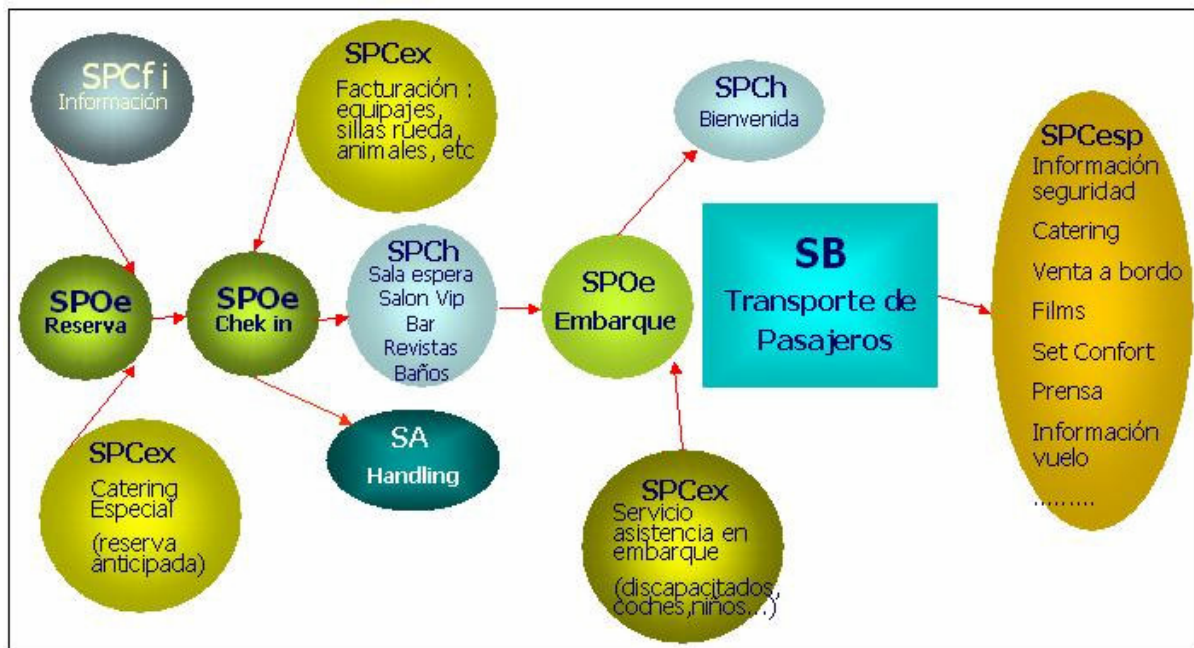 SPCf i
Información
SPCex
Facturación :
equipajes,
sillas rueda,
animales, etc
SPCh
Bienvenida
SPCesp
Información
seguridad
Catering
Venta a bordo
Films
Set Confort
Prensa
Información
vuelo
.........
SPOe
Reserva
SPOe
Chek in
SPCh
Sala espera
Salon Vip
Bar
Revistas
Baños
SPOe
Embarque
SB
Transporte de
Pasajeros
SA
Handling
SPCex
Catering
Especial
(reserva
anticipada)
SPCex
Servicio
asistencia en
embarque
(discapacitados,
coches,niños...)